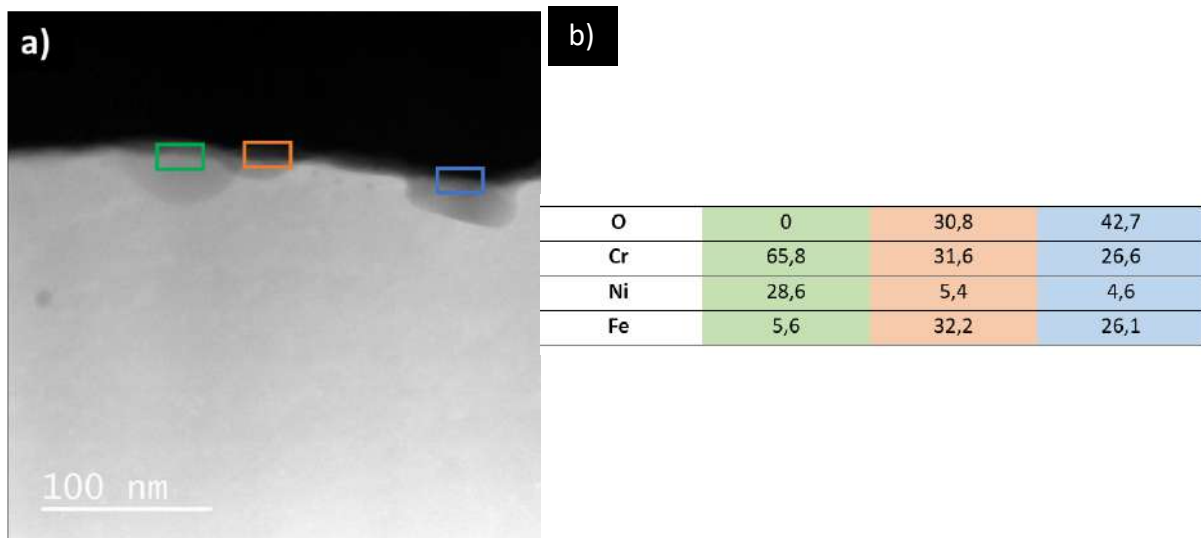 a)
b)
O 0 30,8 42,7
Cr 65,8 31,6 26,6
Ni 28,6 5,4 4,6
Fe 5,6 32,2 26,1
100 nm